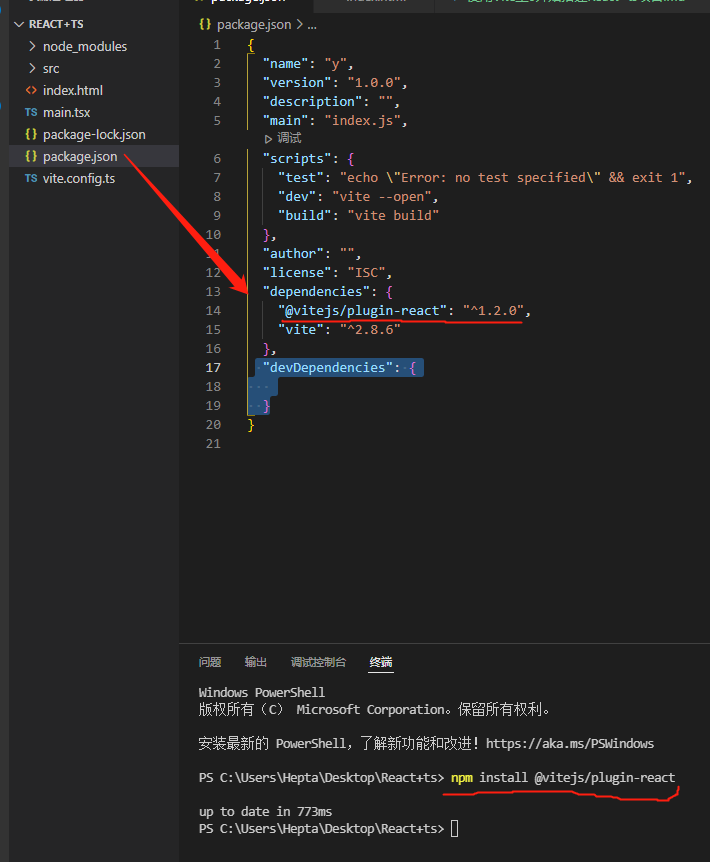 REACT+TS
node_modules
src
index.html
TS main.tsx
{} package-lock.json
{} package.json
TS vite.config.ts
{} package.json > ...
1 {
2 "name": "y",
3 "version": "1.0.0",
4 "description": "",
5 "main": "index.js",
调试
6 "scripts": {
7 "test": "echo \"Error: no test specified\" && exit 1",
8 "dev": "vite --open",
9 "build": "vite build"
10 },
11 "author": "",
12 "license": "ISC",
13 "dependencies": {
14 "@vitejs/plugin-react": "^1.2.0",
15 "vite": "^2.8.6"
16 },
17 "devDependencies": {
18
19 }
20 }
21
问题 输出 调试控制台 终端
Windows PowerShell
版权所有（C） Microsoft Corporation。保留所有权利。
安装最新的 PowerShell，了解新功能和改进！https://aka.ms/PSWindows
PS C:\Users\Hepta\Desktop\React+ts> npm install @vitejs/plugin-react
up to date in 773ms
PS C:\Users\Hepta\Desktop\React+ts>